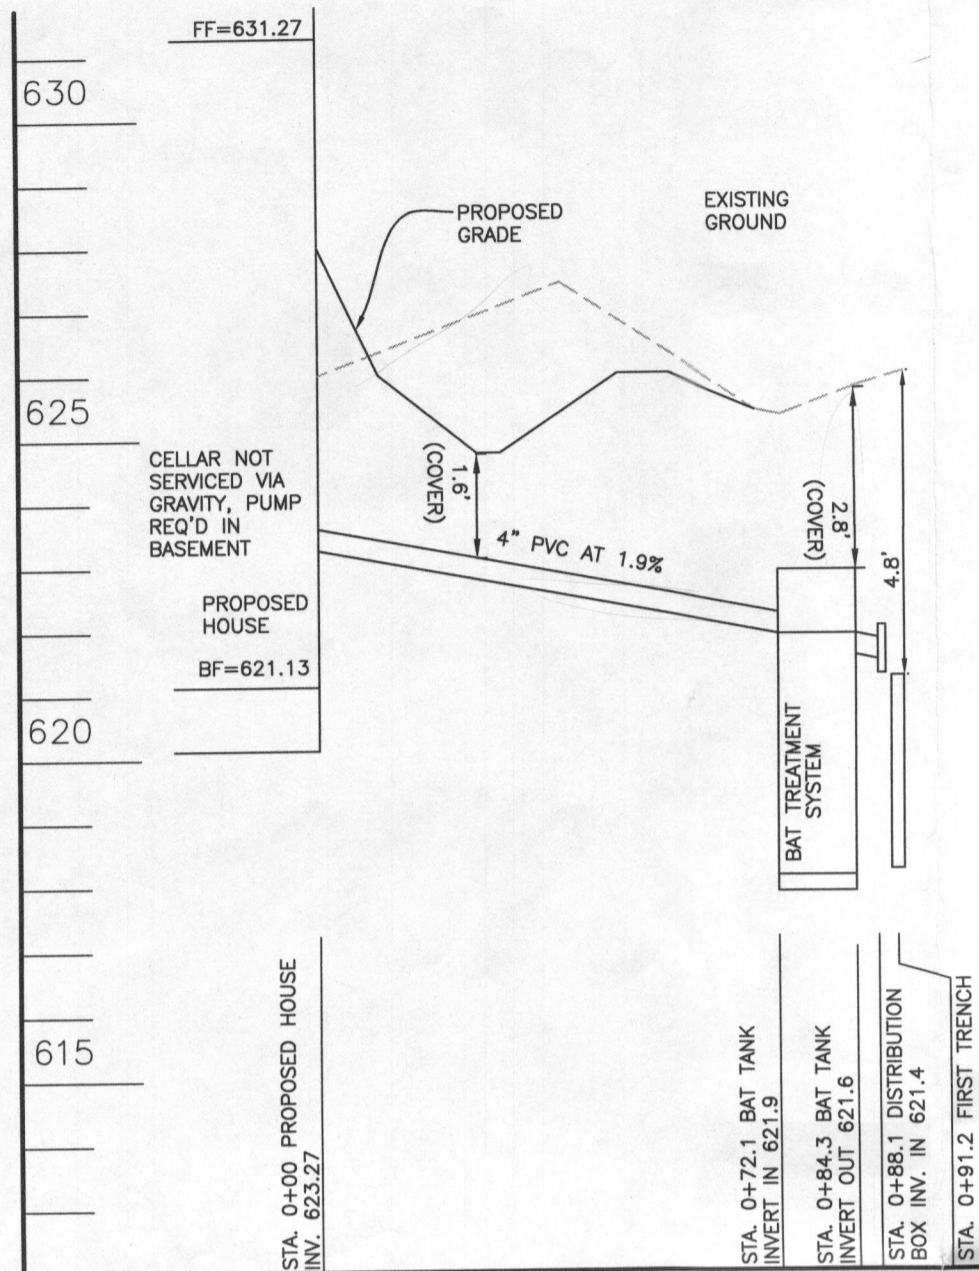 FF=631.27
630
PROPOSED
GRADE
EXISTING
GROUND
625
CELLAR NOT
SERVICED VIA
GRAVITY, PUMP
REQ'D IN
BASEMENT
1.6'
(COVER)
4" PVC AT 1.9%
2.8'
(COVER)
4.8'
PROPOSED
HOUSE
BF=621.13
620
BAT TREATMENT
SYSTEM
615
STA. 0+00 PROPOSED HOUSE
INV. 623.27
STA. 0+72.1 BAT TANK
INVERT IN 621.9
STA. 0+84.3 BAT TANK
INVERT OUT 621.6
STA. 0+88.1 DISTRIBUTION
BOX INV. IN 621.4
STA. 0+91.2 FIRST TRENCH